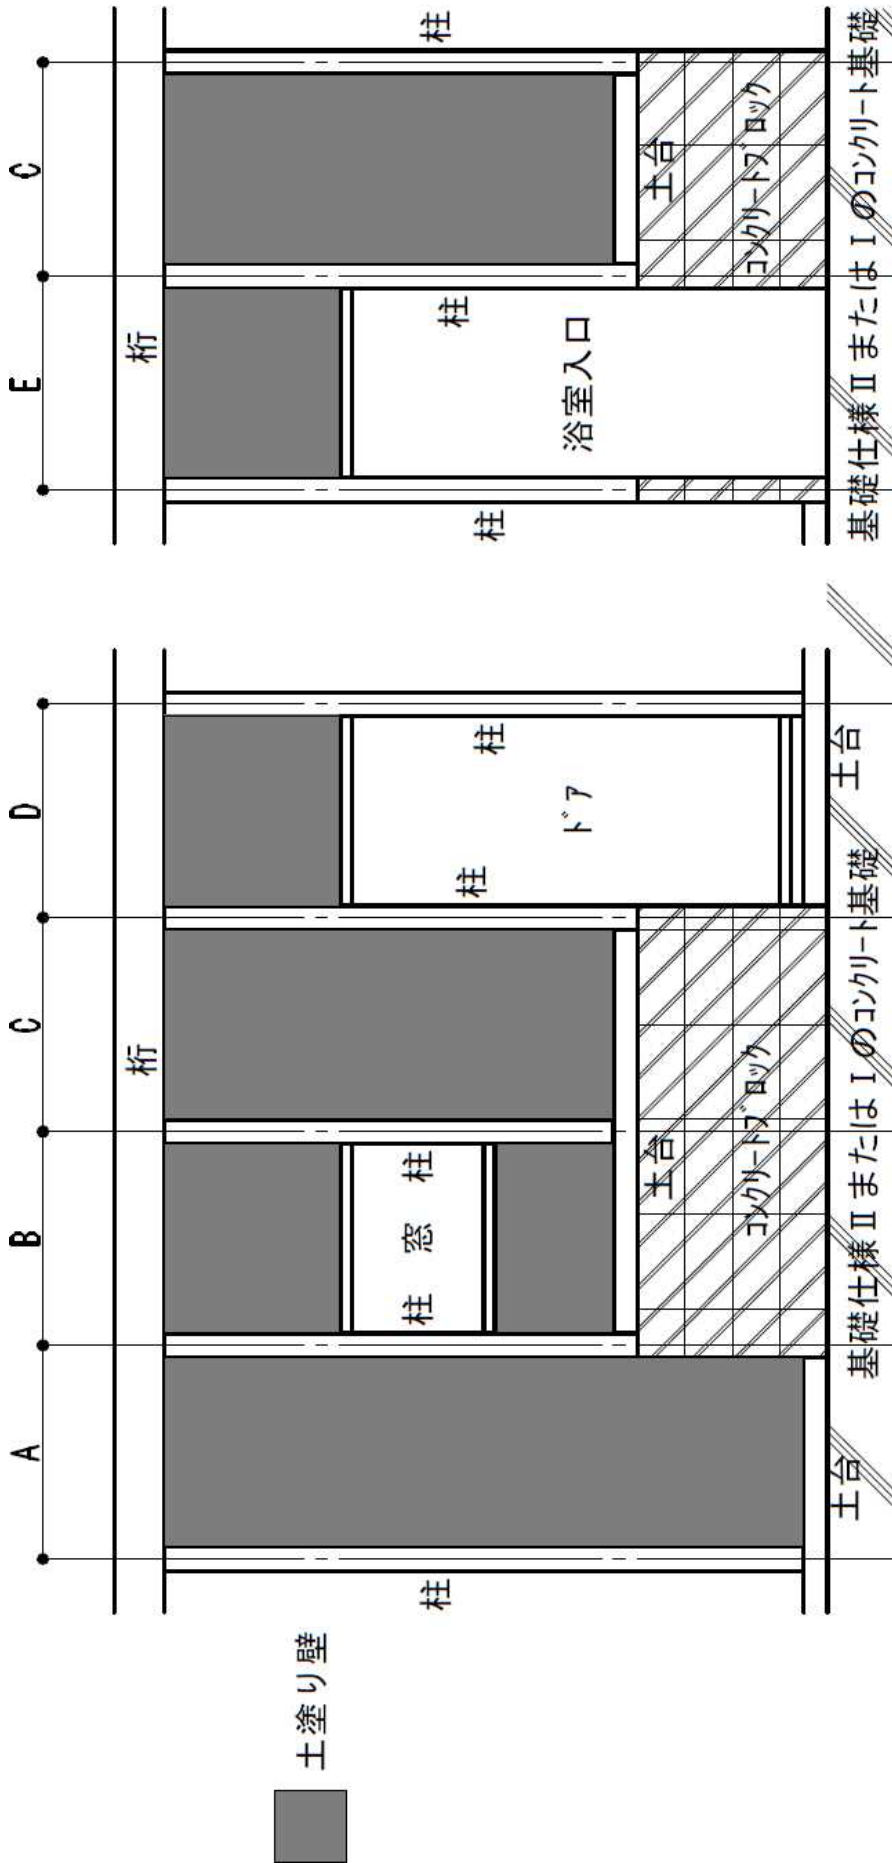 A B C D E C
桁 桁
土塗り壁
柱 柱 窓 柱 柱 柱 柱 柱 柱
ドア 浴室入口
土台 土台
コンクリートブロック コンクリートブロック
土台 土台
基礎仕様Ⅱ または Ⅰ のコンクリート基礎 基礎仕様Ⅱ または Ⅰ のコンクリート基礎